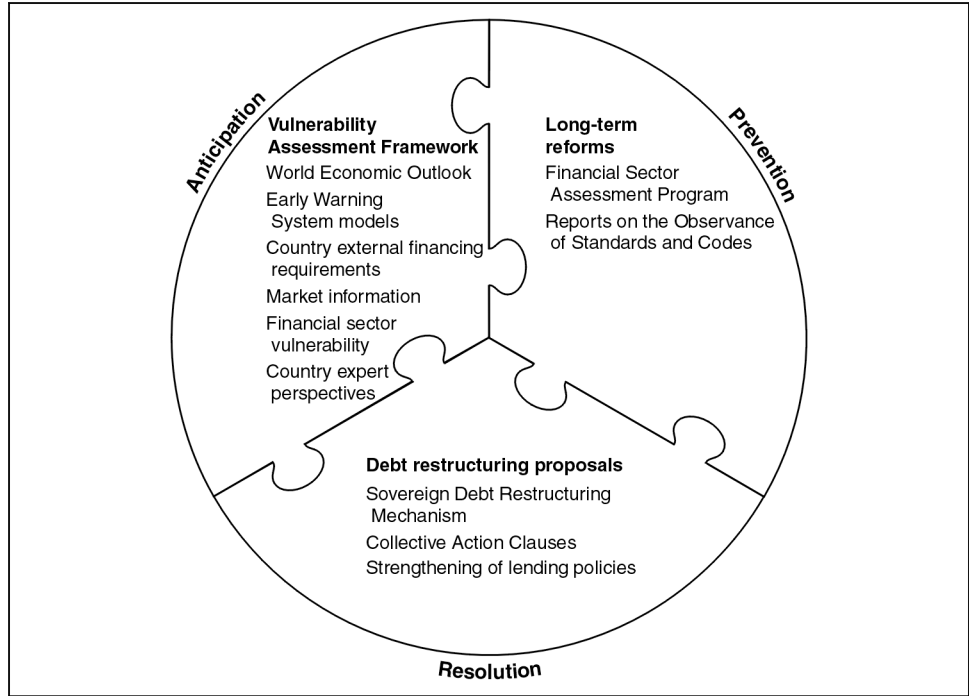 Anticipation
Vulnerability
Assessment Framework
World Economic Outlook
Early Warning
System models
Country external financing
requirements
Market information
Financial sector
vulnerability
Country expert
perspectives
Prevention
Long-term
reforms
Financial Sector
Assessment Program
Reports on the Observance
of Standards and Codes
Debt restructuring proposals
Sovereign Debt Restructuring
Mechanism
Collective Action Clauses
Strengthening of lending policies
Resolution